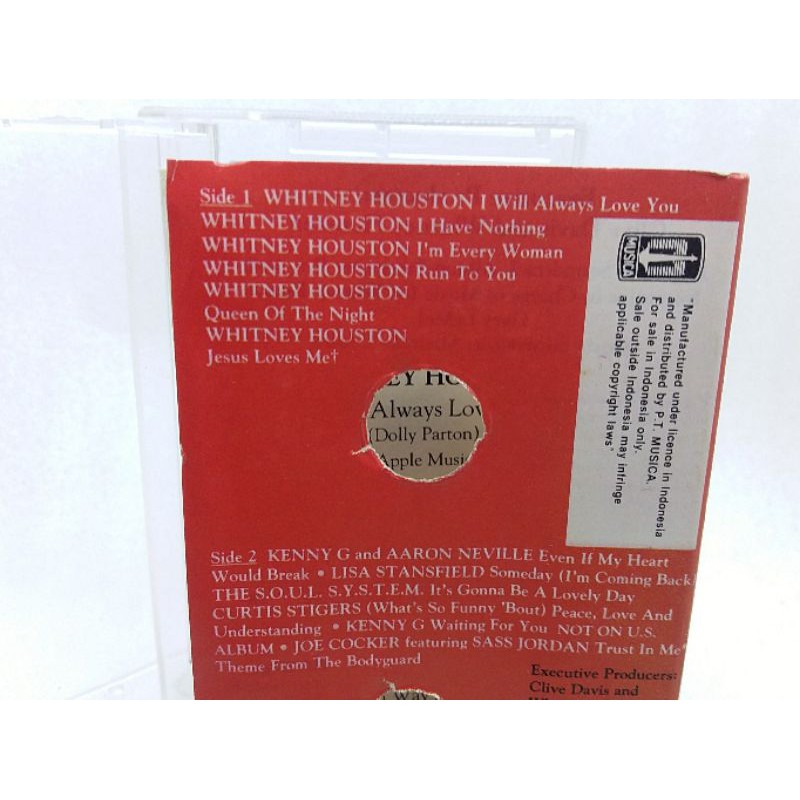 Side 1 WHITNEY HOUSTON I Will Always Love You
WHITNEY HOUSTON I Have Nothing
WHITNEY HOUSTON I'm Every Woman
WHITNEY HOUSTON Run To You
WHITNEY HOUSTON
Queen Of The Night
WHITNEY HOUSTON
Jesus Loves Me†
MUSICA
"Manufactured under licence in Indonesia
and distributed by P.T. MUSICA.
For sale in Indonesia only.
Sale outside Indonesia may infringe
applicable copyright laws"
Always
(Dolly Parton)
Apple
Side 2 KENNY G and AARON NEVILLE Even If My Heart
Would Break • LISA STANSFIELD Someday (I'm Coming Back
THE S.O.U.L. S.Y.S.T.E.M. It's Gonna Be A Lovely Day
CURTIS STIGERS (What's So Funny 'Bout) Peace, Love And
Understanding • KENNY G Waiting For You NOT ON U.S.
ALBUM • JOE COCKER featuring SASS JORDAN Trust In Me*
Theme From The Bodyguard
Executive Producers:
Clive Davis and